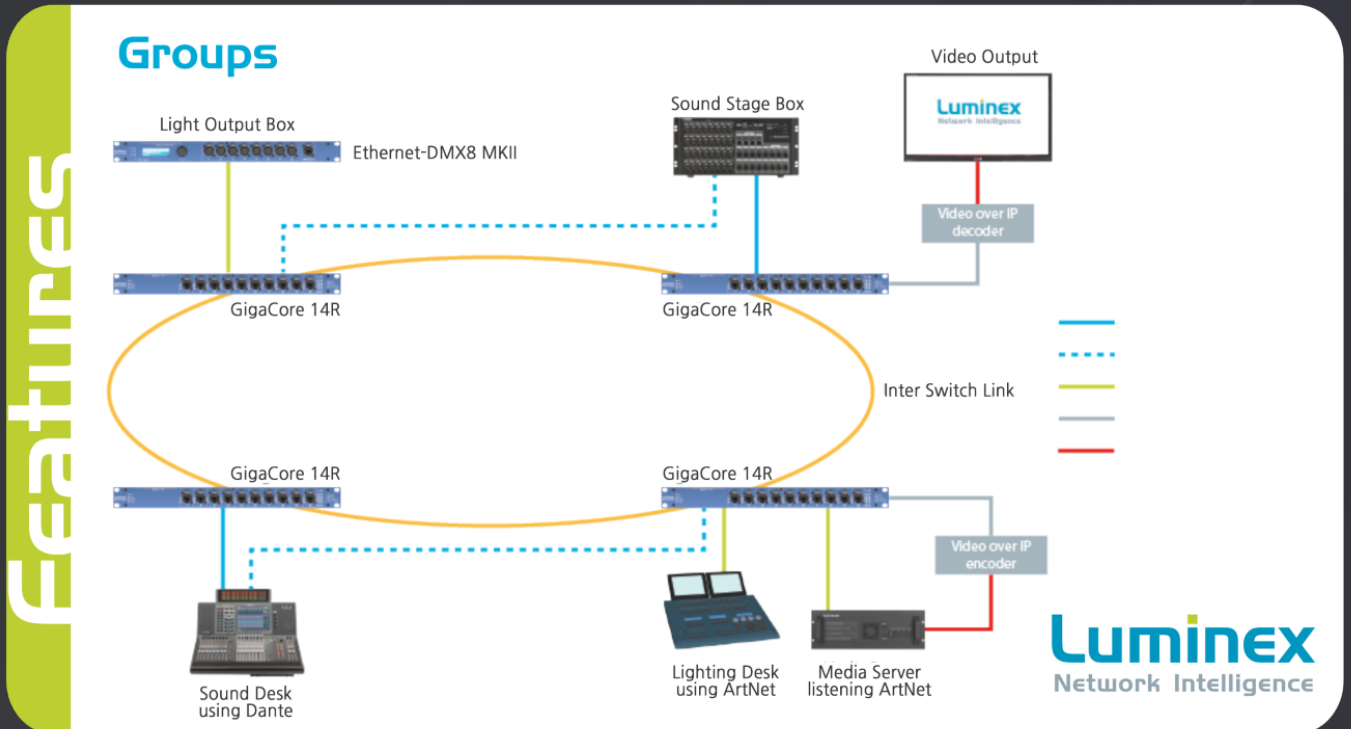 Features
Groups
Video Output
Luminex
Network Intelligence
Sound Stage Box
Light Output Box
Ethernet-DMX8 MKII
Video over IP
decoder
GigaCore 14R
GigaCore 14R
Inter Switch Link
GigaCore 14R
GigaCore 14R
Video over IP
encoder
Sound Desk
using Dante
Lighting Desk
using ArtNet
Media Server
listening ArtNet
Luminex
Network Intelligence